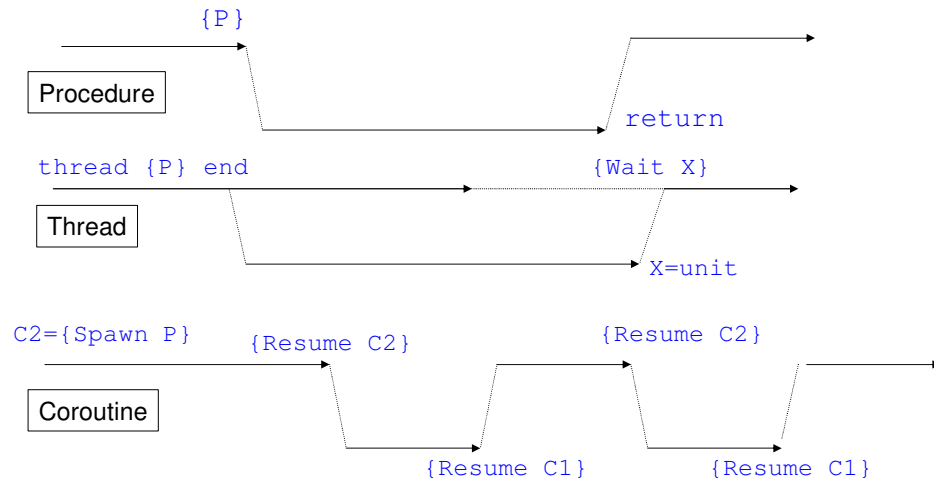 {P}
Procedure
return
thread {P} end
{Wait X}
Thread
X=unit
C2={Spawn P}
{Resume C2}
{Resume C2}
Coroutine
{Resume C1}
{Resume C1}